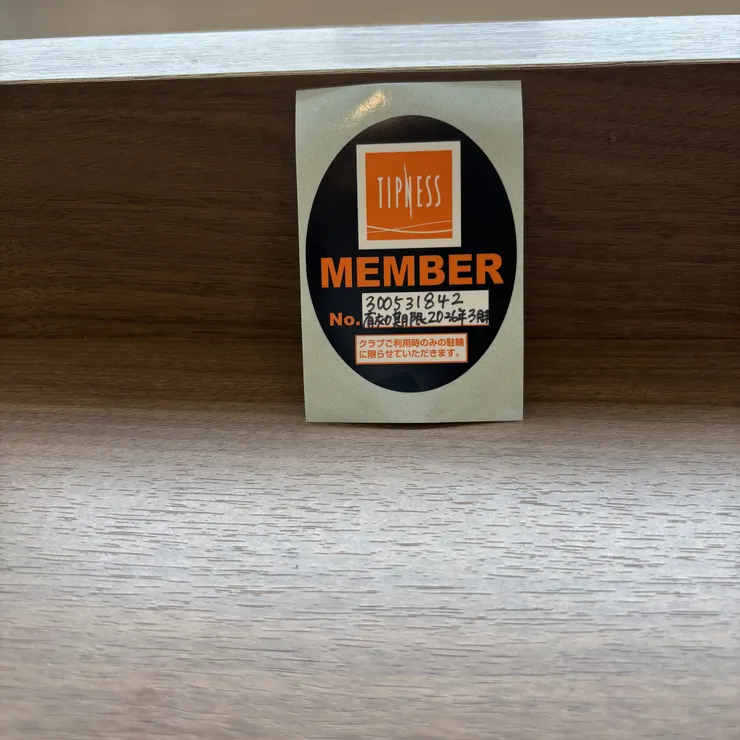 TIPNESS
MEMBER
300531842
No. 有効期限2026年3月末
クラブご利用時のみの駐輪
に限らせていただきます。